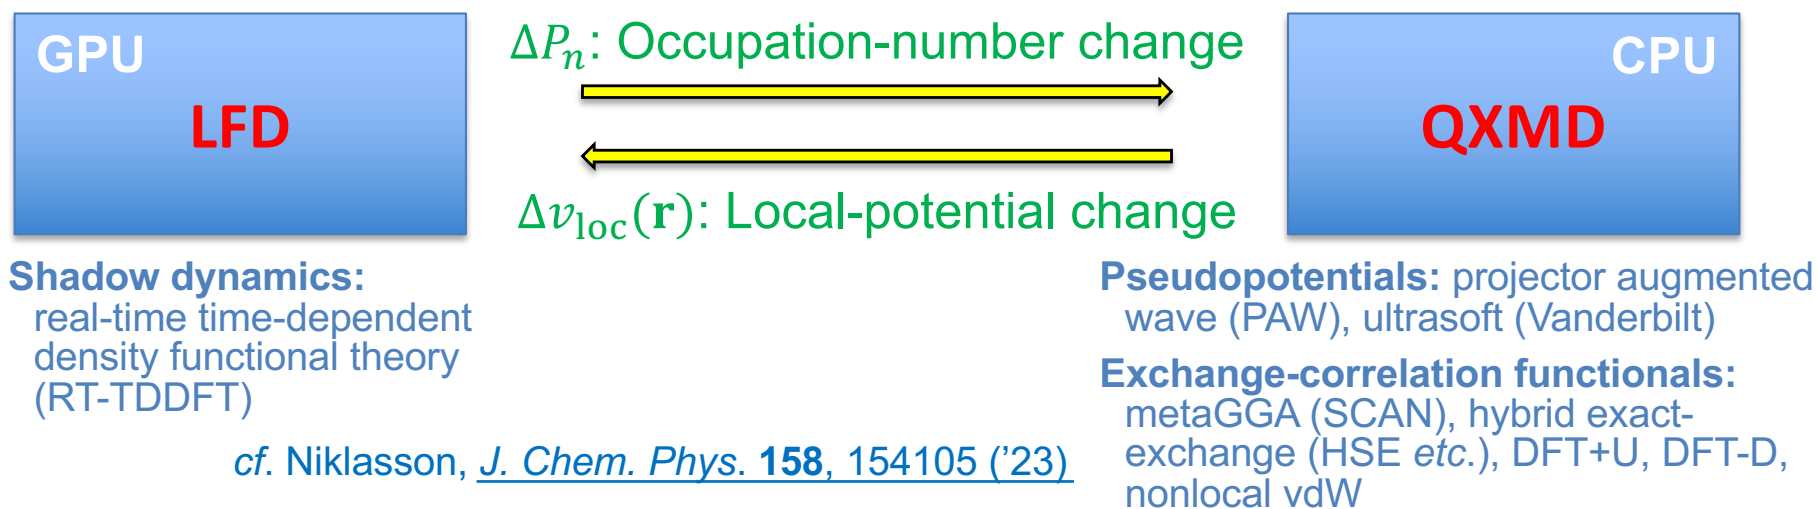 GPU
LFD
ΔPₙ: Occupation-number change
Δv_loc(𝐫): Local-potential change
CPU
QXMD
Shadow dynamics:
real-time time-dependent
density functional theory
(RT-TDDFT)
cf. Niklasson, J. Chem. Phys. 158, 154105 (’23)
Pseudopotentials: projector augmented
wave (PAW), ultrasoft (Vanderbilt)
Exchange-correlation functionals:
metaGGA (SCAN), hybrid exact-
exchange (HSE etc.), DFT+U, DFT-D,
nonlocal vdW